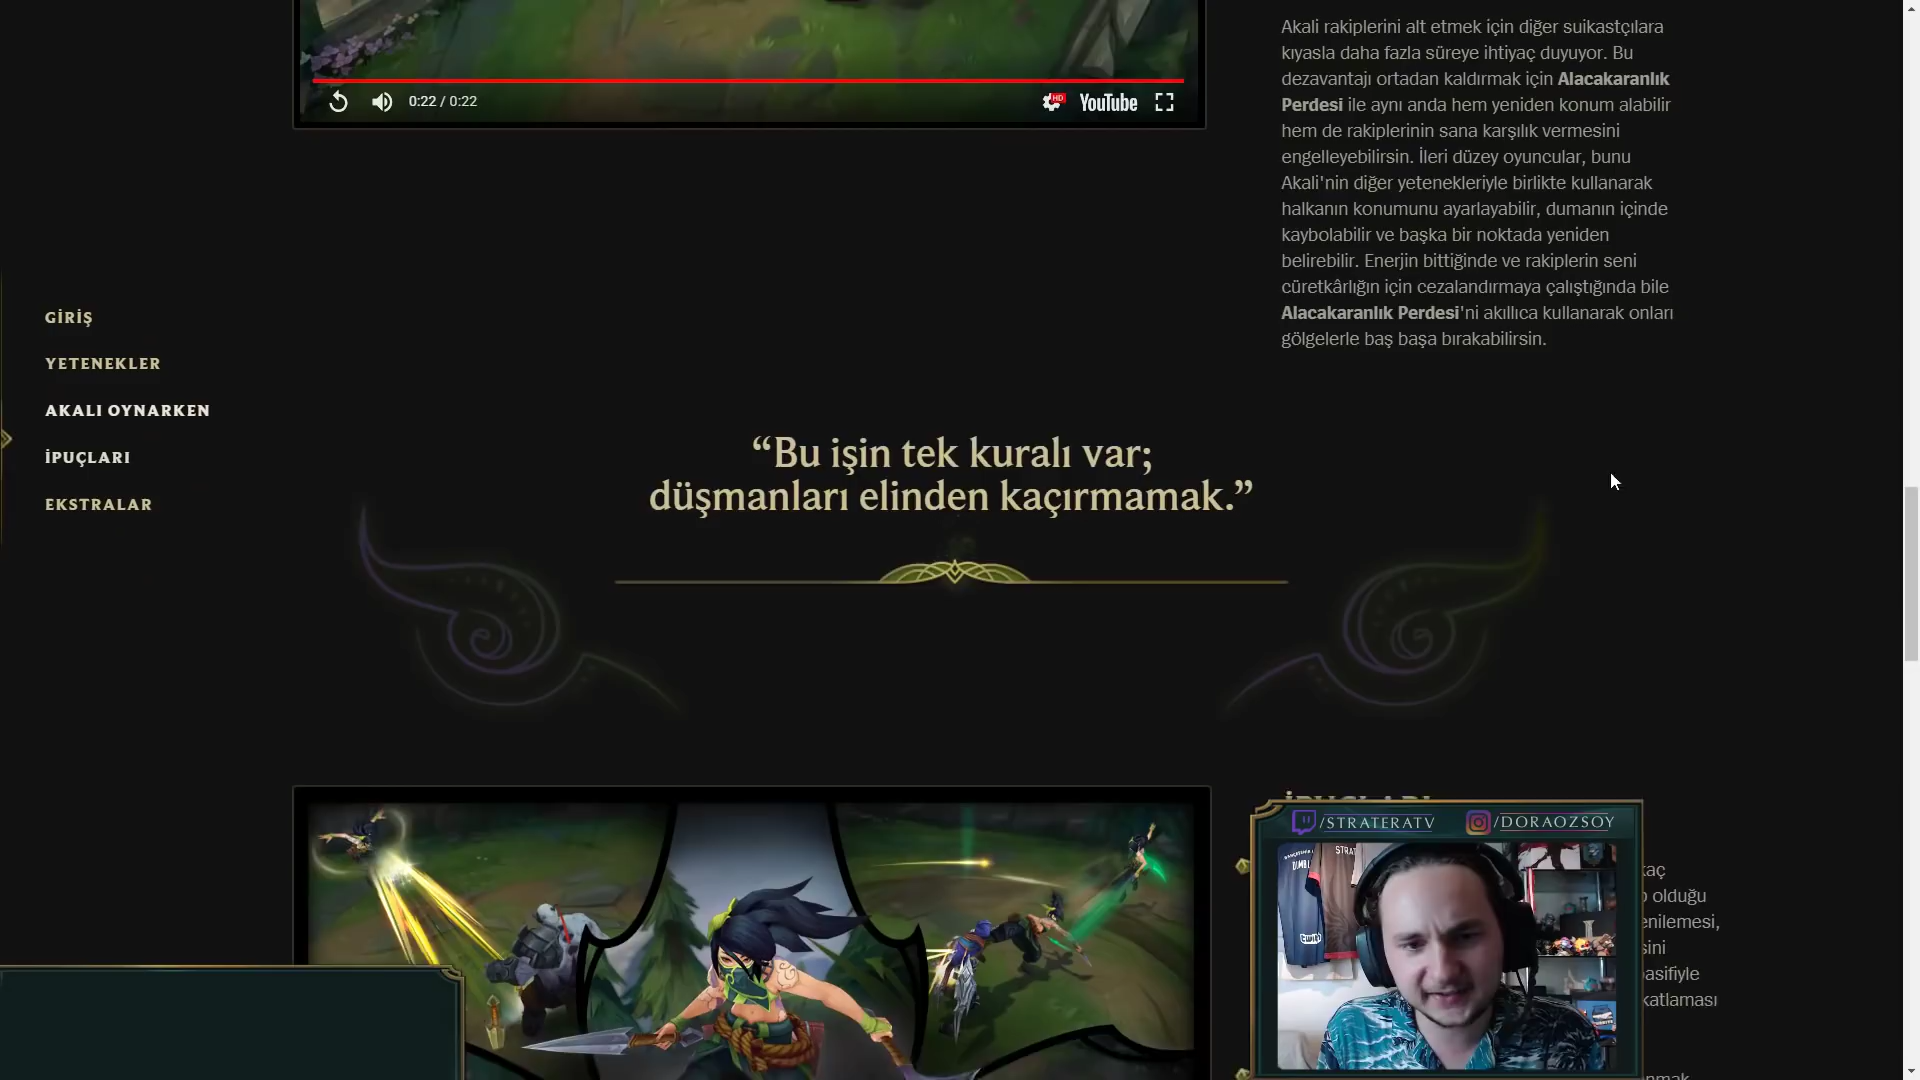 Akali rakiplerini alt etmek için diğer suikastçılara
kıyasla daha fazla süreye ihtiyaç duyuyor. Bu
dezavantajı ortadan kaldırmak için Alacakaranlık
Perdesi ile aynı anda hem yeniden konum alabilir
hem de rakiplerinin sana karşılık vermesini
engelleyebilirsin. İleri düzey oyuncular, bunu
Akali'nin diğer yetenekleriyle birlikte kullanarak
halkanın konumunu ayarlayabilir, dumanın içinde
kaybolabilir ve başka bir noktada yeniden
belirebilir. Enerjin bittiğinde ve rakiplerin seni
cüretkârlığın için cezalandırmaya çalıştığında bile
Alacakaranlık Perdesi'ni akıllıca kullanarak onları
gölgelerle baş başa bırakabilirsin.
0:22 / 0:22
HD
YouTube
GİRİŞ
YETENEKLER
AKALI OYNARKEN
İPUÇLARI
EKSTRALAR
“Bu işin tek kuralı var;
düşmanları elinden kaçırmamak.”
/STRATERATV
/DORAOZSOY
olduğu